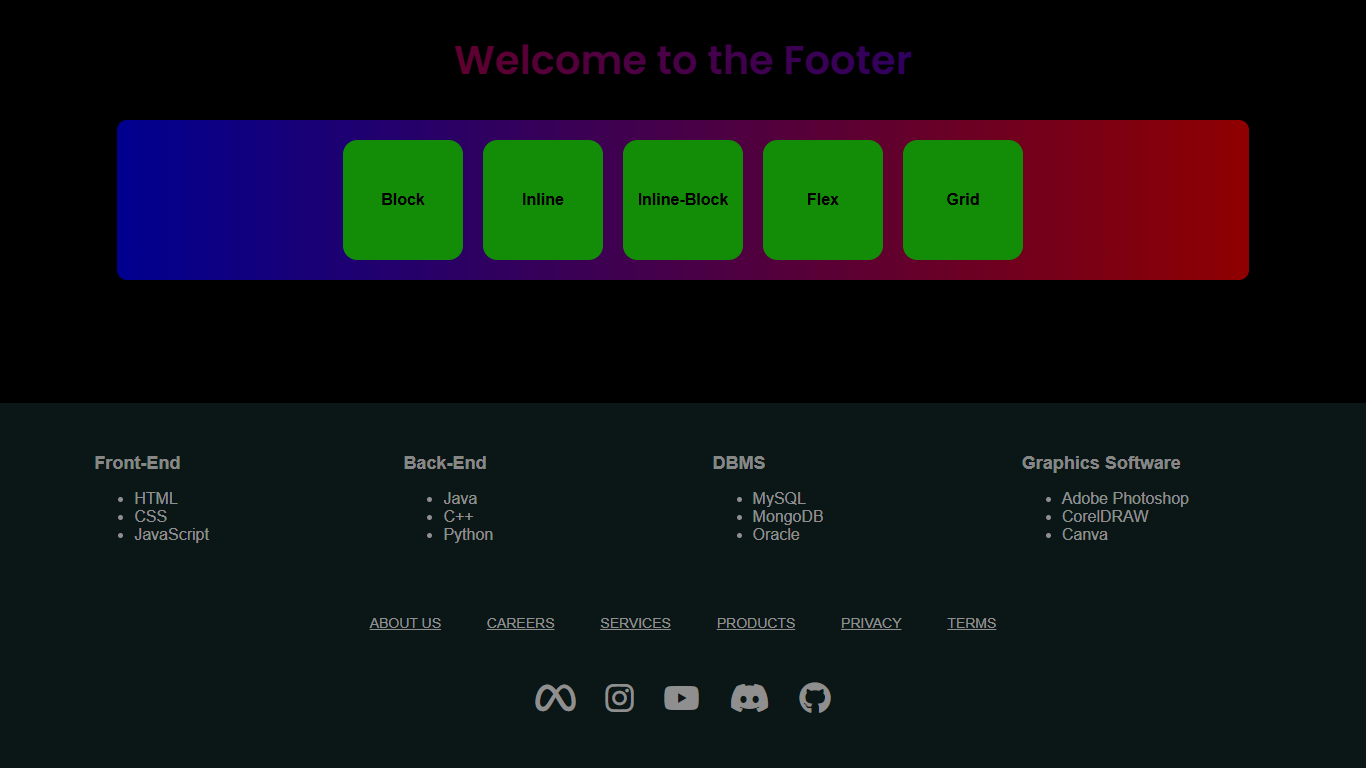 Welcome to the Footer
Block
Inline
Inline-Block
Flex
Grid
Front-End
HTML
CSS
JavaScript
Back-End
Java
C++
Python
DBMS
MySQL
MongoDB
Oracle
Graphics Software
Adobe Photoshop
CorelDRAW
Canva
ABOUT US
CAREERS
SERVICES
PRODUCTS
PRIVACY
TERMS